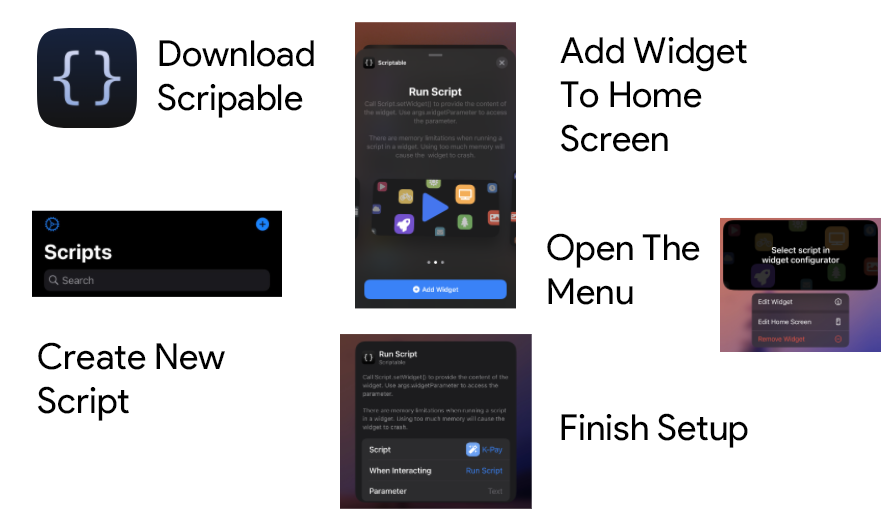 { }
Download
Scripable
Scripts
Search
Create New
Script
{ } Scriptable
Run Script
Call Script.setWidget() to provide the content of
the widget. Use args.widgetParameter to access
the parameter.
There are memory limitations when running a
script in a widget. Using too much memory will
cause the widget to crash.
Add Widget
Add Widget
To Home
Screen
Open The
Menu
Select script in
widget configurator
Edit Widget
Edit Home Screen
Remove Widget
{ } Run Script
Scriptable
Call Script.setWidget() to provide the content of the
widget. Use args.widgetParameter to access the
parameter.
There are memory limitations when running a script
in a widget. Using too much memory will cause the
widget to crash.
Script K-Pay
When Interacting Run Script
Parameter Text
Finish Setup